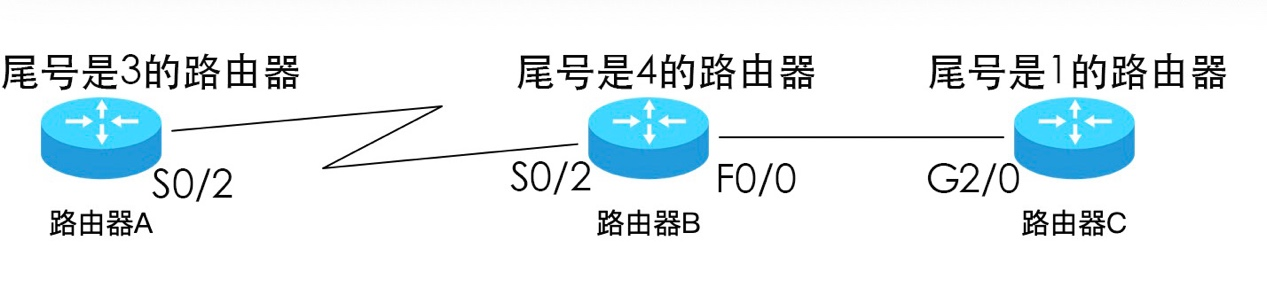 尾号是3的路由器
尾号是4的路由器
尾号是1的路由器
S0/2
S0/2
F0/0
G2/0
路由器A
路由器B
路由器C